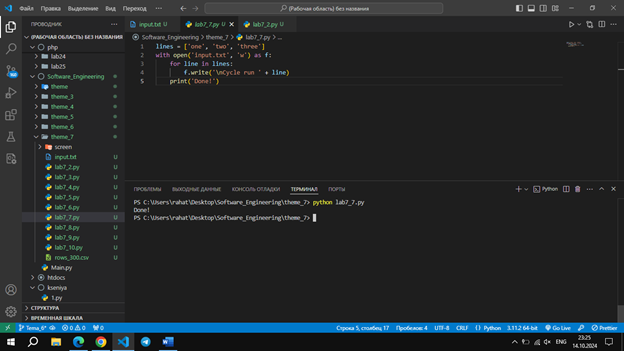 Файл Правка Выделение Вид Переход ···
(Рабочая область) Без названия
ПРОВОДНИК ···
(РАБОЧАЯ ОБЛАСТЬ) БЕЗ НАЗВАНИЯ
php
lab24
lab25
Software_Engineering
theme
theme_3
theme_4
theme_5
theme_6
theme_7
screen
input.txt U
lab7_2.py U
lab7_3.py U
lab7_4.py U
lab7_5.py U
lab7_6.py U
lab7_7.py U
lab7_8.py U
lab7_9.py U
lab7_10.py U
rows_300.csv U
Main.py
htdocs
kseniya
1.py
СТРУКТУРА
ВРЕМЕННАЯ ШКАЛА
input.txt U lab7_7.py U × lab7_2.py U
Software_Engineering > theme_7 > lab7_7.py > ...
1 lines = ['one', 'two', 'three']
2 with open('input.txt', 'w') as f:
3 for line in lines:
4 f.write('\nCycle run ' + line)
5 print('Done!')
ПРОБЛЕМЫ ВЫХОДНЫЕ ДАННЫЕ КОНСОЛЬ ОТЛАДКИ ТЕРМИНАЛ ПОРТЫ
Python
PS C:\Users\rahat\Desktop\Software_Engineering\theme_7> python lab7_7.py
Done!
PS C:\Users\rahat\Desktop\Software_Engineering\theme_7>
Tema_6* 0 0 0 Строка 5, столбец 17 Пробелов: 4 UTF-8 CRLF Python 3.11.2 64-bit Go Live Prettier
ENG 23:25
14.10.2024